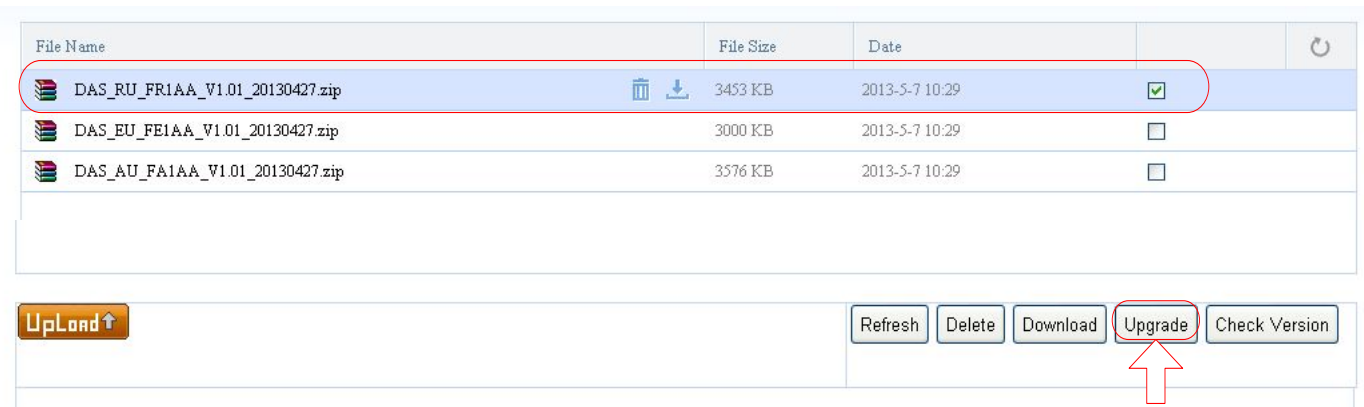 File Name File Size Date
DAS_RU_FR1AA_V1.01_20130427.zip 3453 KB 2013-5-7 10:29
DAS_EU_FE1AA_V1.01_20130427.zip 3000 KB 2013-5-7 10:29
DAS_AU_FA1AA_V1.01_20130427.zip 3576 KB 2013-5-7 10:29
UpLoad Refresh Delete Download Upgrade Check Version